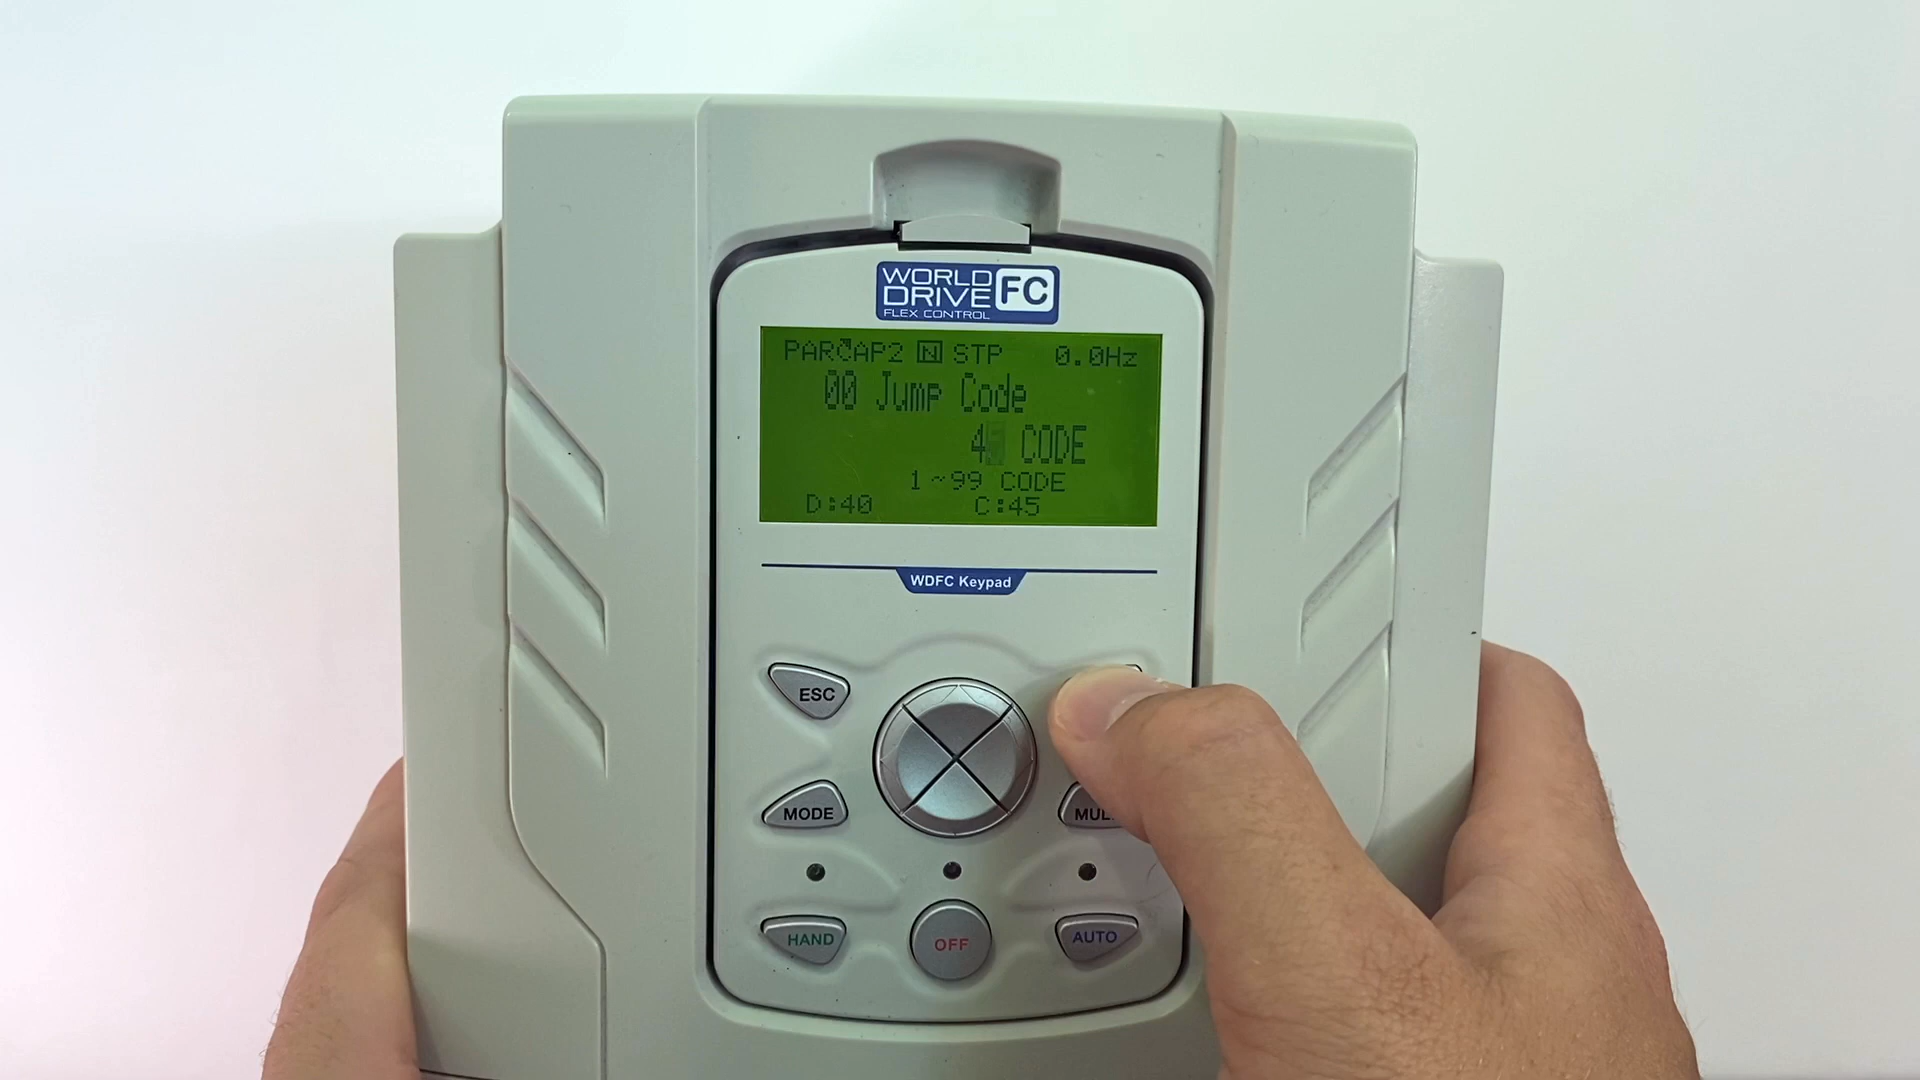 WORLD
DRIVE FC
FLEX CONTROL
PAR AP2 N STP 0.0Hz
00 Jump Code
4 CODE
1~99 CODE
D:40 C:45
WDFC Keypad
ESC
MODE
HAND
OFF
AUTO